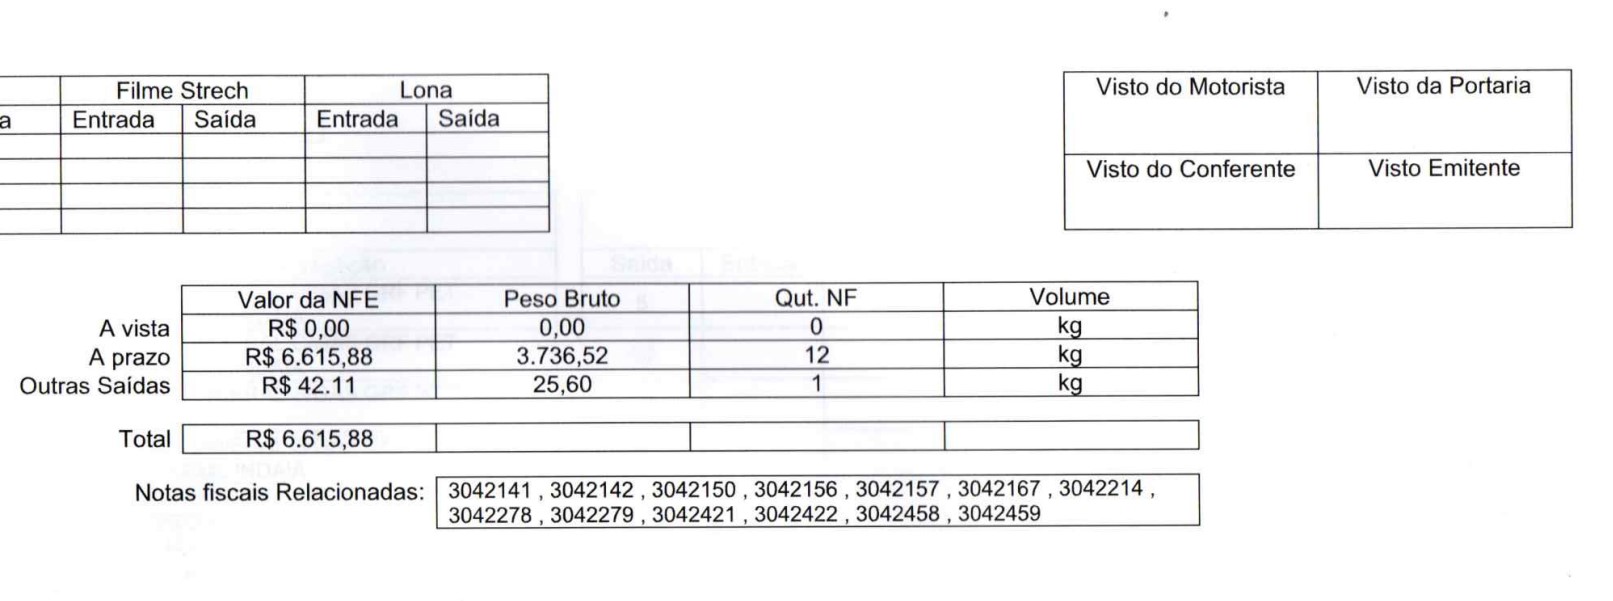 Filme Strech Lona
a Entrada Saída Entrada Saída
Visto do Motorista Visto da Portaria
Visto do Conferente Visto Emitente
Valor da NFE Peso Bruto Qut. NF Volume
A vista R$ 0,00 0,00 0 kg
A prazo R$ 6.615,88 3.736,52 12 kg
Outras Saídas R$ 42.11 25,60 1 kg
Total R$ 6.615,88
Notas fiscais Relacionadas: 3042141 , 3042142 , 3042150 , 3042156 , 3042157 , 3042167 , 3042214 ,
3042278 , 3042279 , 3042421 , 3042422 , 3042458 , 3042459